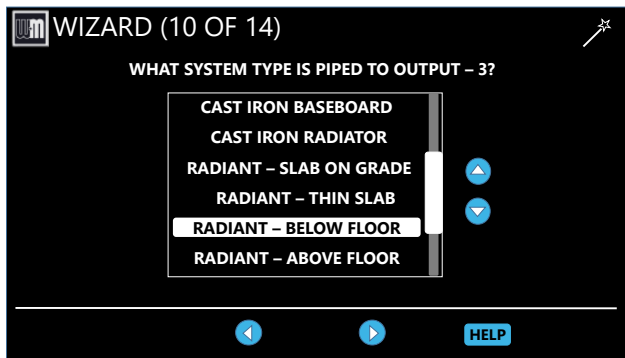 WM WIZARD (10 OF 14)
WHAT SYSTEM TYPE IS PIPED TO OUTPUT – 3?
CAST IRON BASEBOARD
CAST IRON RADIATOR
RADIANT – SLAB ON GRADE
RADIANT – THIN SLAB
RADIANT – BELOW FLOOR
RADIANT – ABOVE FLOOR
HELP